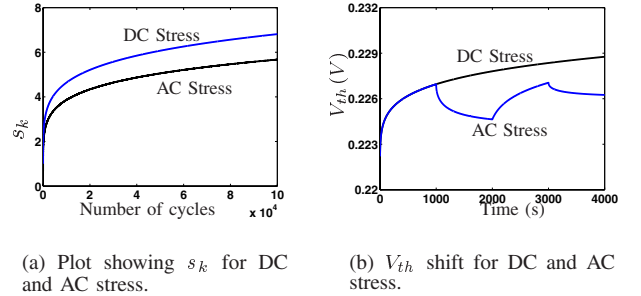 8
6
4
2
0
s_k
DC Stress
AC Stress
0 2 4 6 8 10
Number of cycles
x 10^4
0.232
0.229
0.226
0.223
0.22
V_th (V)
DC Stress
AC Stress
0 1000 2000 3000 4000
Time (s)
(a) Plot showing s_k for DC
and AC stress.
(b) V_th shift for DC and AC
stress.